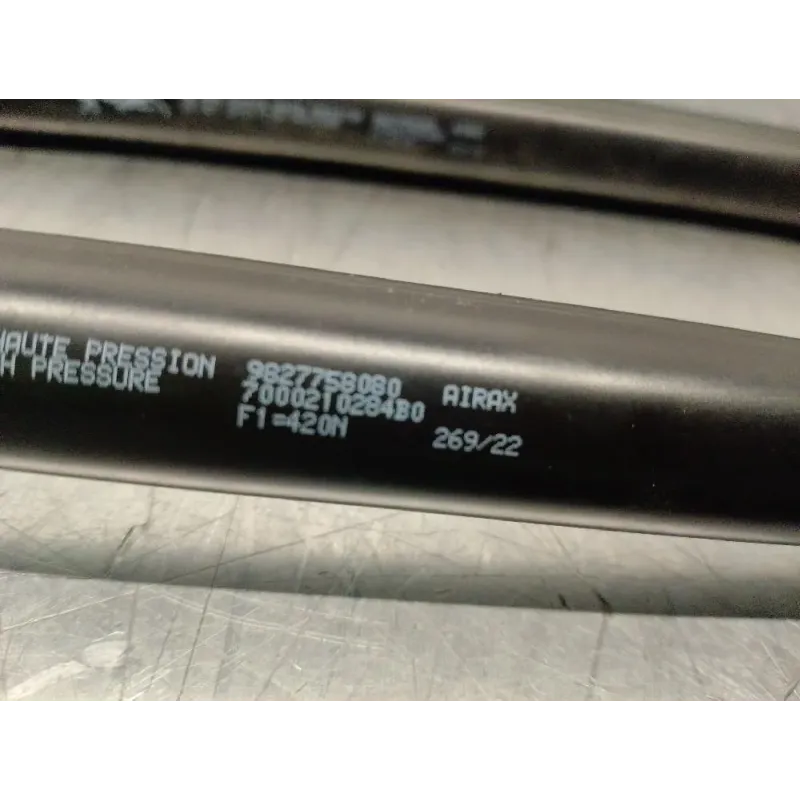 HAUTE PRESSION 9827758080 AIRAX
H PRESSURE 7000210284B0
F1=420N 269/22